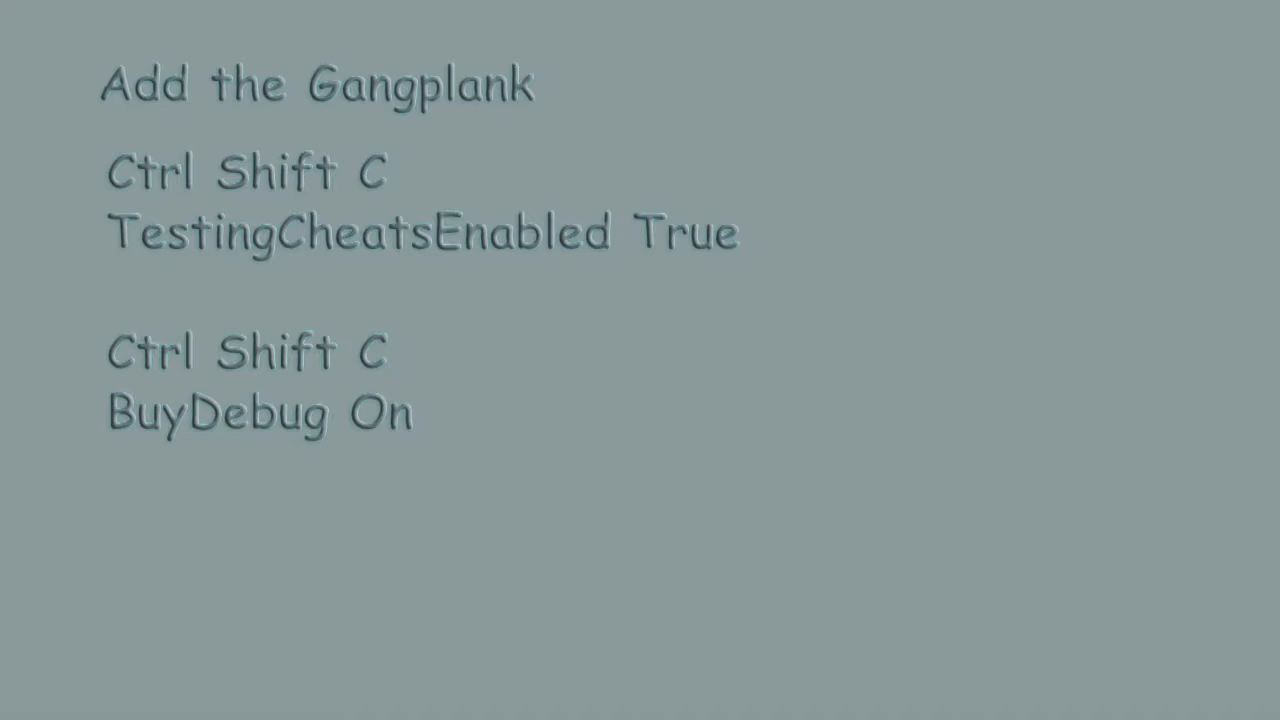 Add the Gangplank
Ctrl Shift C
TestingCheatsEnabled True
Ctrl Shift C
BuyDebug On